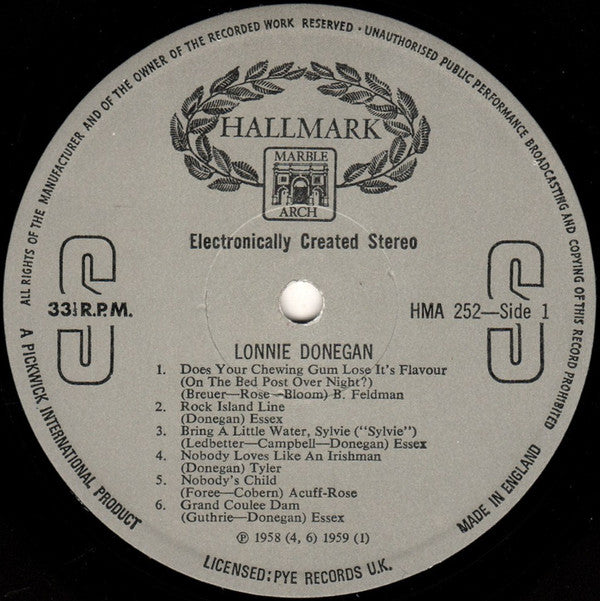 ALL RIGHTS OF THE MANUFACTURER AND OF THE OWNER OF THE RECORDED WORK RESERVED · UNAUTHORISED PUBLIC PERFORMANCE BROADCASTING AND COPYING OF THIS RECORD PROHIBITED
HALLMARK
MARBLE
ARCH
Electronically Created Stereo
33⅓ R.P.M.
HMA 252—Side 1
LONNIE DONEGAN
1. Does Your Chewing Gum Lose It's Flavour
(On The Bed Post Over Night?)
(Breuer—Rose—Bloom) B. Feldman
2. Rock Island Line
(Donegan) Essex
3. Bring A Little Water, Sylvie ("Sylvie")
(Ledbetter—Campbell—Donegan) Essex
4. Nobody Loves Like An Irishman
(Donegan) Tyler
5. Nobody's Child
(Foree—Cobern) Acuff-Rose
6. Grand Coulee Dam
(Guthrie—Donegan) Essex
℗ 1958 (4, 6) 1959 (1)
A PICKWICK INTERNATIONAL PRODUCT
LICENSED: PYE RECORDS U.K.
MADE IN ENGLAND